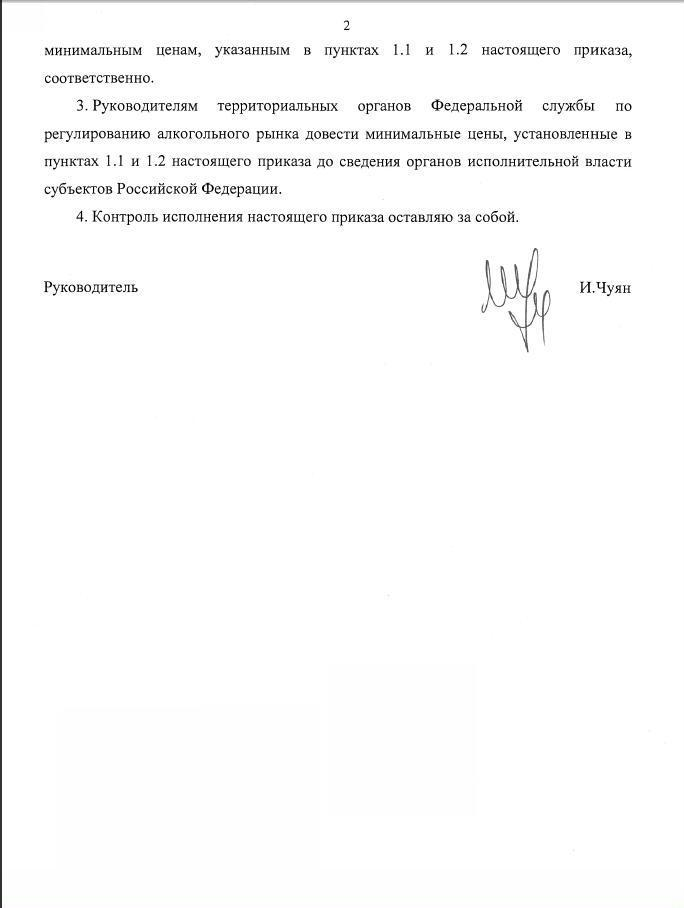 2
минимальным ценам, указанным в пунктах 1.1 и 1.2 настоящего приказа,
соответственно.
3. Руководителям территориальных органов Федеральной службы по
регулированию алкогольного рынка довести минимальные цены, установленные в
пунктах 1.1 и 1.2 настоящего приказа до сведения органов исполнительной власти
субъектов Российской Федерации.
4. Контроль исполнения настоящего приказа оставляю за собой.
Руководитель
И.Чуян